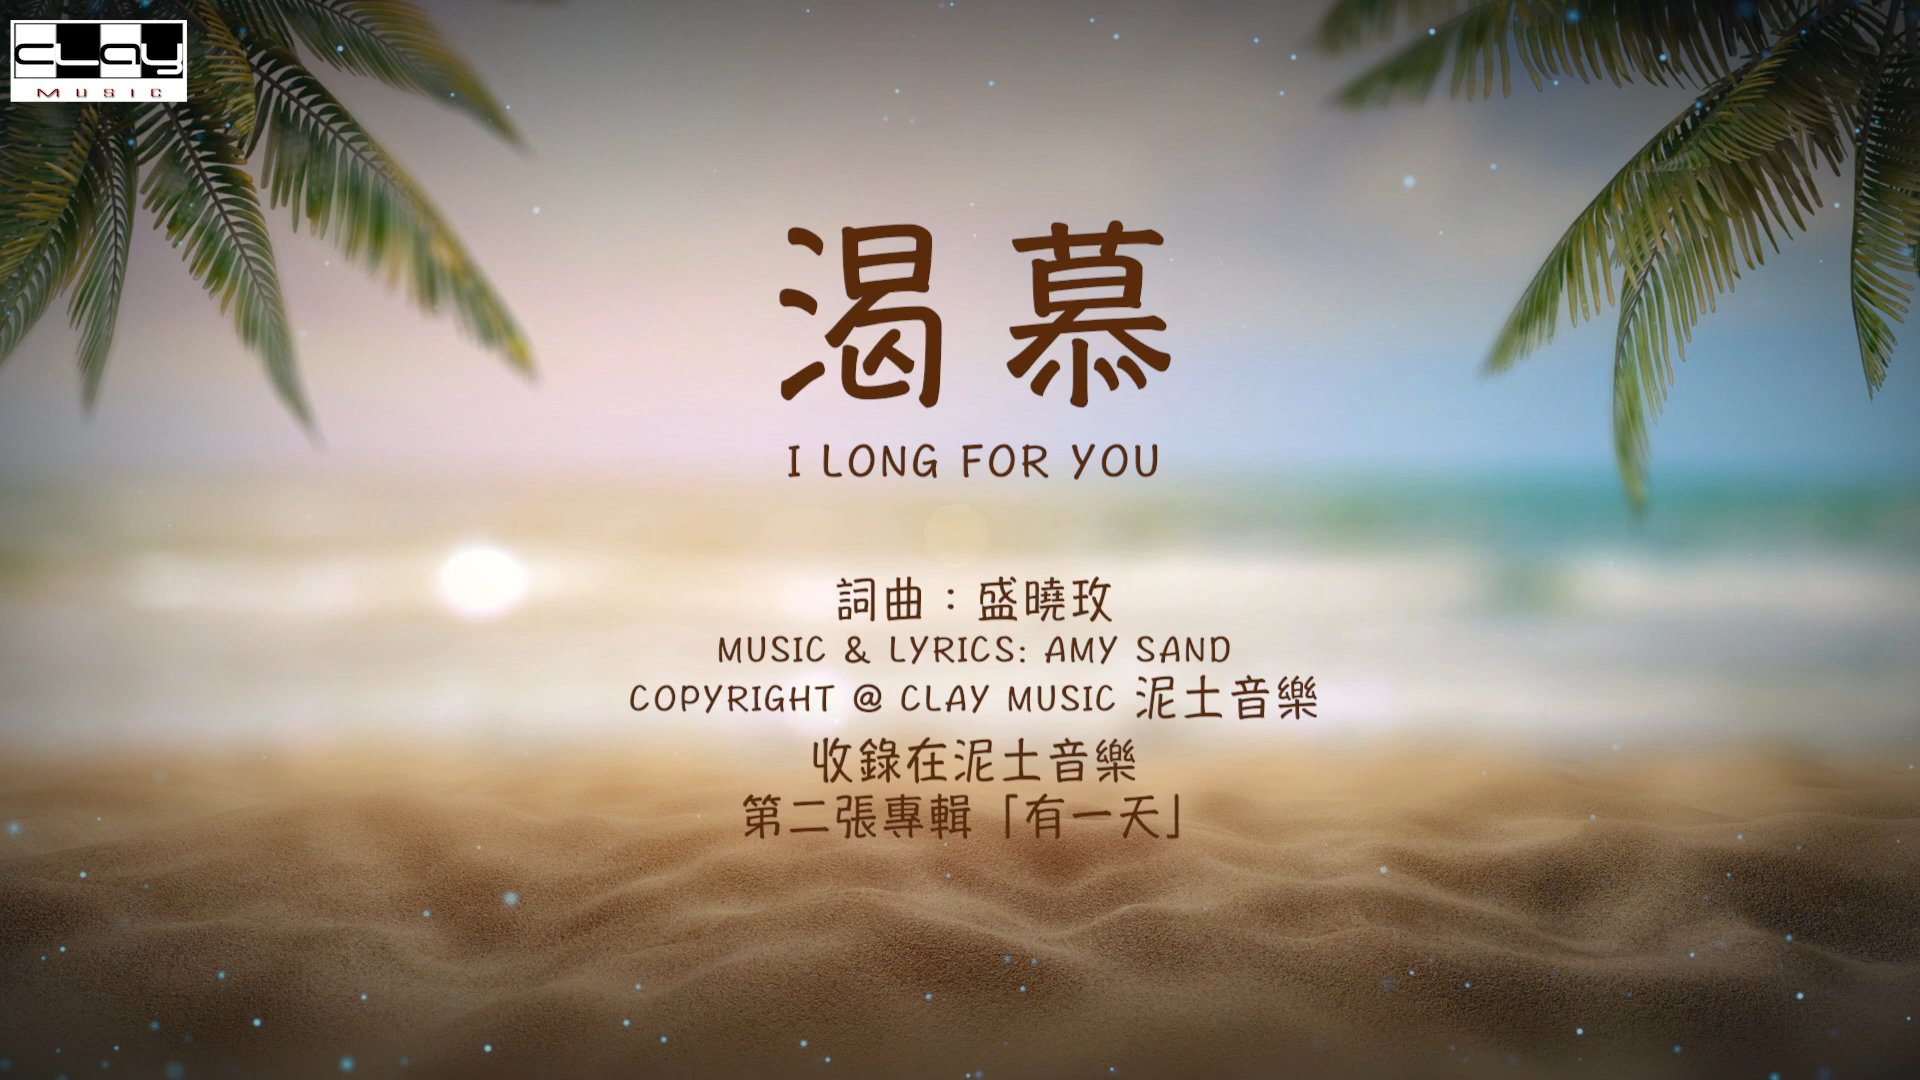 CLAY
MUSIC
渴慕
I LONG FOR YOU
詞曲：盛曉玫
MUSIC & LYRICS: AMY SAND
COPYRIGHT @ CLAY MUSIC 泥土音樂
收錄在泥土音樂
第二張專輯「有一天」